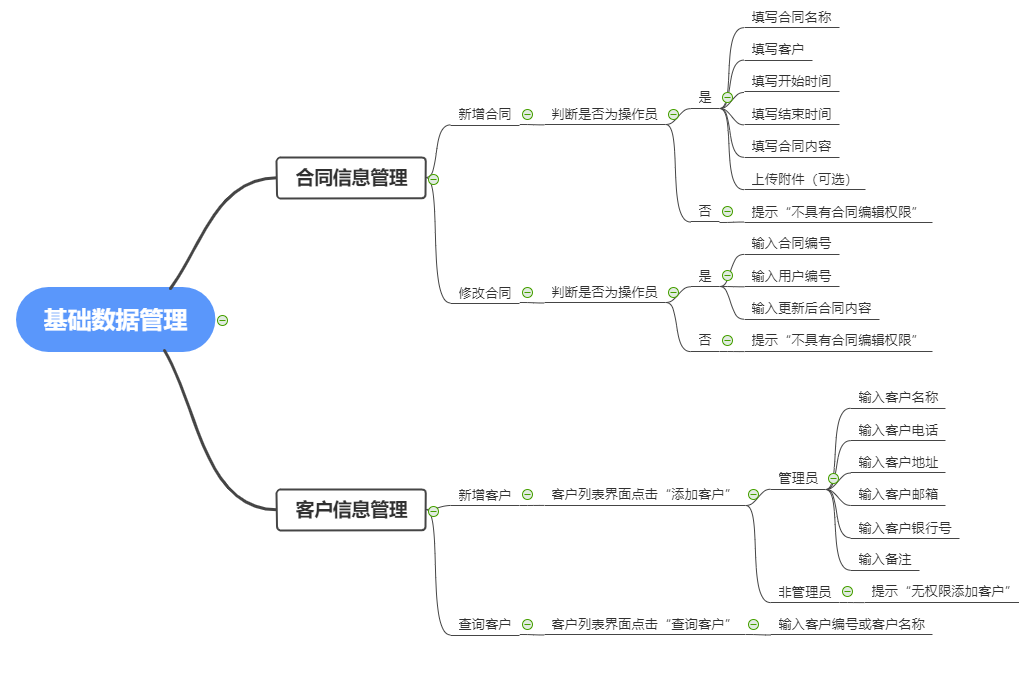 基础数据管理
合同信息管理
新增合同
判断是否为操作员
是
填写合同名称
填写客户
填写开始时间
填写结束时间
填写合同内容
上传附件（可选）
否
提示“不具有合同编辑权限”
修改合同
判断是否为操作员
是
输入合同编号
输入用户编号
输入更新后合同内容
否
提示“不具有合同编辑权限”
客户信息管理
新增客户
客户列表界面点击“添加客户”
管理员
输入客户名称
输入客户电话
输入客户地址
输入客户邮箱
输入客户银行号
输入备注
非管理员
提示“无权限添加客户”
查询客户
客户列表界面点击“查询客户”
输入客户编号或客户名称